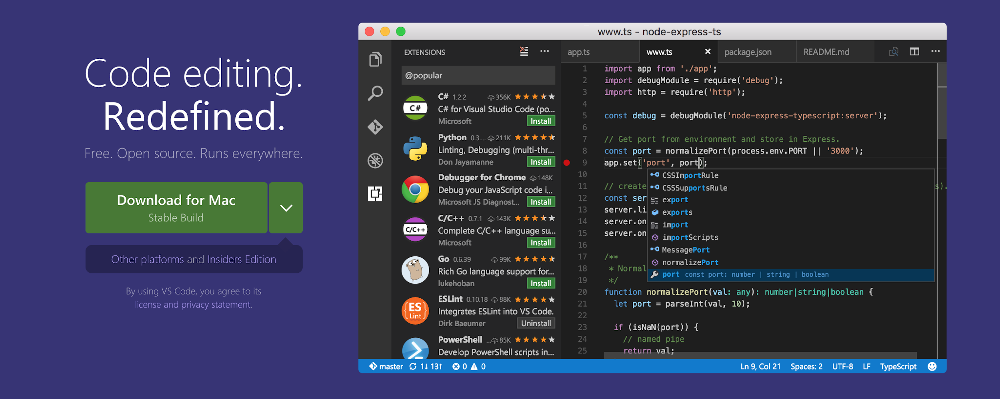 Code editing.
Redefined.
Free. Open source. Runs everywhere.
Download for Mac
Stable Build
Other platforms and Insiders Edition
By using VS Code, you agree to its
license and privacy statement.
www.ts - node-express-ts
EXTENSIONS
@popular
C# 1.2.2 356K
C# for Visual Studio Code (po...
Microsoft Install
C#
Python 0.3.... 211K
Linting, Debugging (multi-thr...
Don Jayamanne Install
Debugger for Chrome 148K
Debug your JavaScript code i...
Microsoft JS Diagnost... Install
C/C++ 0.7.1 143K
Complete C/C++ language su...
Microsoft Install
C/C++
Go 0.6.39 99K
Rich Go language support for...
lukehoban Install
ESLint 0.10.18 88K
Integrates ESLint into VS Code.
Dirk Baeumer Uninstall
{ES}
Lint
PowerShell ... 85K
Develop PowerShell scripts in...
app.ts www.ts package.json README.md
1 import app from './app';
2 import debugModule = require('debug');
3 import http = require('http');
4
5 const debug = debugModule('node-express-typescript:server');
6
7 // Get port from environment and store in Express.
8 const port = normalizePort(process.env.PORT || '3000');
9 app.set('port', port);
10
11 // create s).
12 const ser
13 server.li
14 server.on
15 server.on
16
17 /**
18 * Normal
19 */
20 function normalizePort(val: any): number|string|boolean {
21 let port = parseInt(val, 10);
22
23 if (isNaN(port)) {
24 // named pipe
25 return val;
CSSImportRule
CSSSupportsRule
export
exports
import
importScripts
MessagePort
normalizePort
port const port: number | string | boolean
master 1↓ 13↑ 0 0
Ln 9, Col 21 Spaces: 2 UTF-8 LF TypeScript